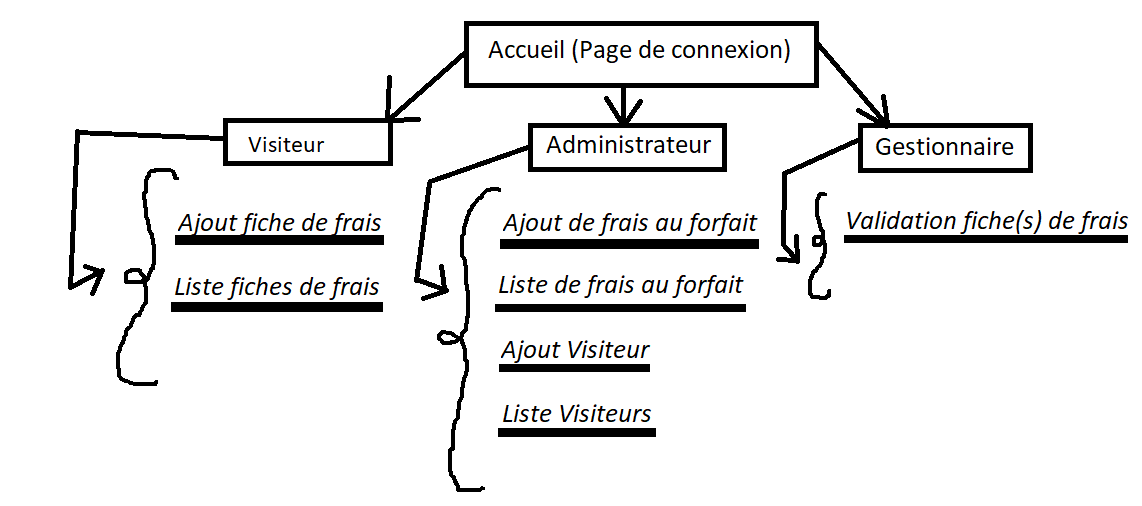 Accueil (Page de connexion)
Visiteur
Administrateur
Gestionnaire
Ajout fiche de frais
Liste fiches de frais
Ajout de frais au forfait
Liste de frais au forfait
Ajout Visiteur
Liste Visiteurs
Validation fiche(s) de frais